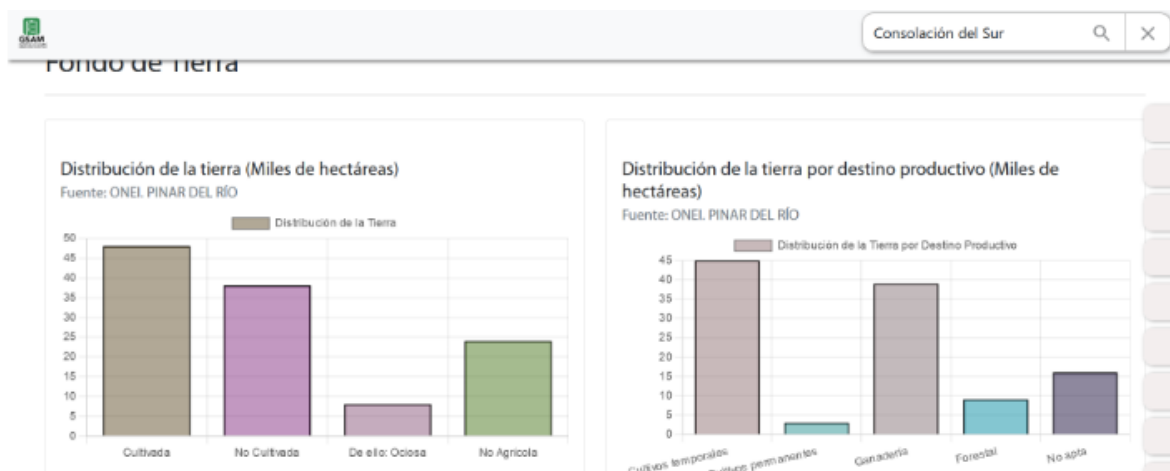 GSAM
Consolación del Sur
Fondo de Tierra
Distribución de la tierra (Miles de hectáreas)
Fuente: ONEI. PINAR DEL RÍO
Distribución de la Tierra
50
45
40
35
30
25
20
15
10
5
0
Cultivada
No Cultivada
De ello: Ociosa
No Agricola
Distribución de la tierra por destino productivo (Miles de
hectáreas)
Fuente: ONEI. PINAR DEL RÍO
Distribución de la Tierra por Destino Productivo
45
40
35
30
25
20
15
10
5
0
Cultivos temporales
Cultivos permanentes
Ganadería
Forestal
No apta